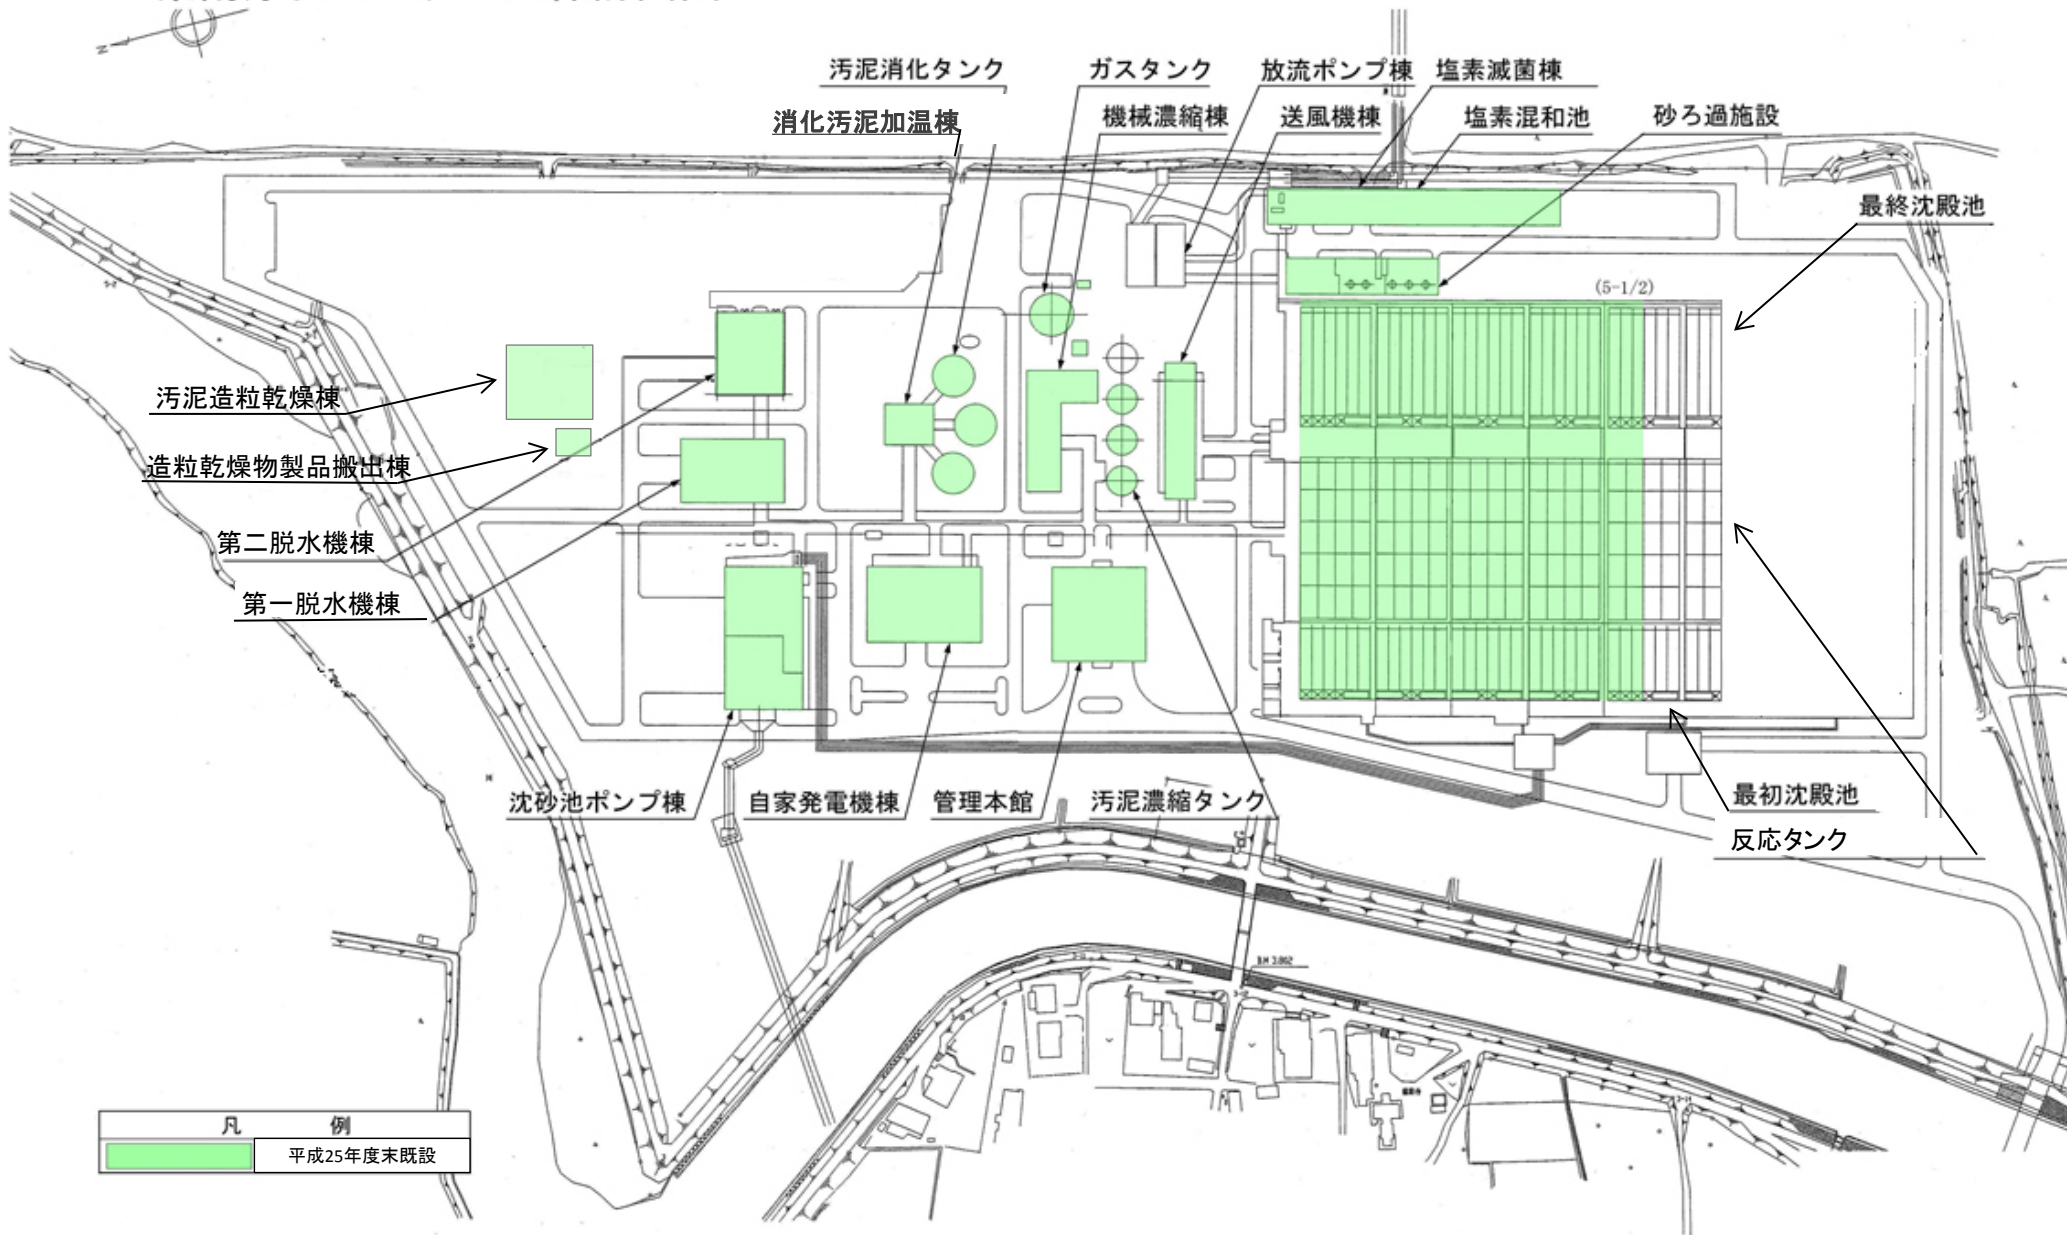 N
汚泥消化タンク
ガスタンク
放流ポンプ棟
塩素滅菌棟
消化汚泥加温棟
機械濃縮棟
送風機棟
塩素混和池
砂ろ過施設
最終沈殿池
(5-1/2)
汚泥造粒乾燥棟
造粒乾燥物製品搬出棟
第二脱水機棟
第一脱水機棟
沈砂池ポンプ棟
自家発電機棟
管理本館
汚泥濃縮タンク
最初沈殿池
反応タンク
凡 例
平成25年度末既設